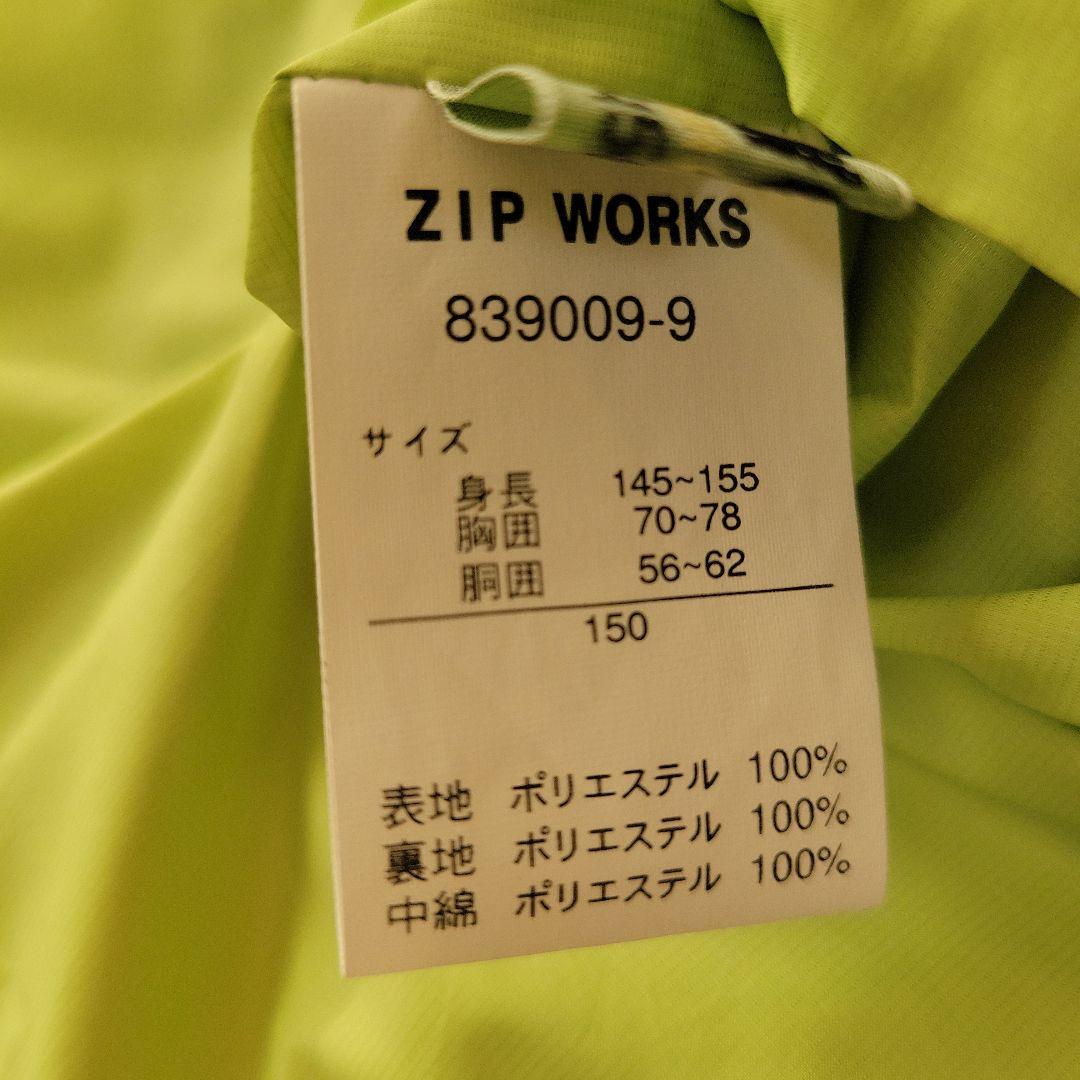 ZIP WORKS
839009-9
サイズ
身長 145~155
胸囲 70~78
胴囲 56~62
150
表地 ポリエステル 100%
裏地 ポリエステル 100%
中綿 ポリエステル 100%